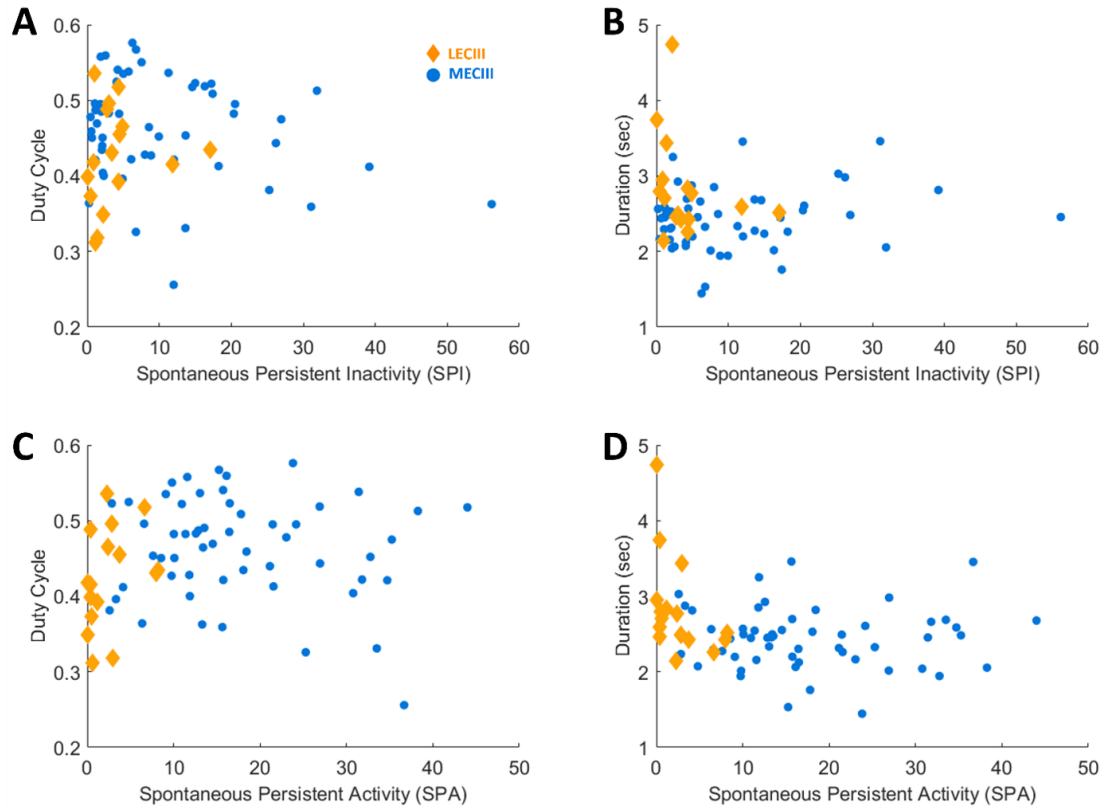 A
0.6
0.5
0.4
0.3
0.2
Duty Cycle
0 10 20 30 40 50 60
Spontaneous Persistent Inactivity (SPI)
LECIII
MECIII
B
5
4
3
2
1
Duration (sec)
0 10 20 30 40 50 60
Spontaneous Persistent Inactivity (SPI)
C
0.6
0.5
0.4
0.3
0.2
Duty Cycle
0 10 20 30 40 50
Spontaneous Persistent Activity (SPA)
D
5
4
3
2
1
Duration (sec)
0 10 20 30 40 50
Spontaneous Persistent Activity (SPA)